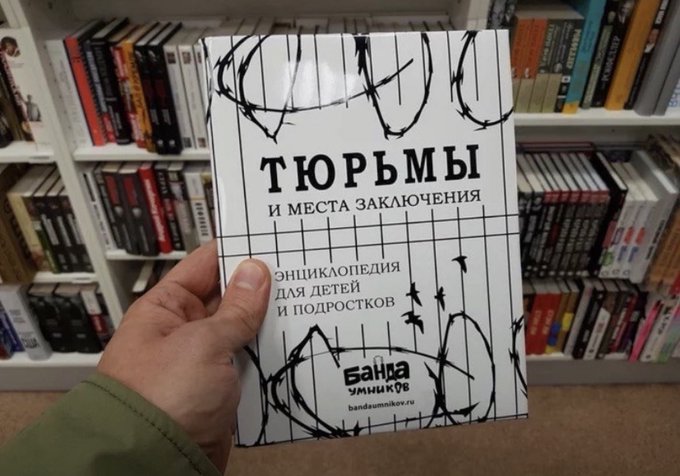 ТЮРЬМЫ
И МЕСТА ЗАКЛЮЧЕНИЯ
ЭНЦИКЛОПЕДИЯ
ДЛЯ ДЕТЕЙ
И ПОДРОСТКОВ
БАНДА
УМНИКОВ
bandaumnikov.ru